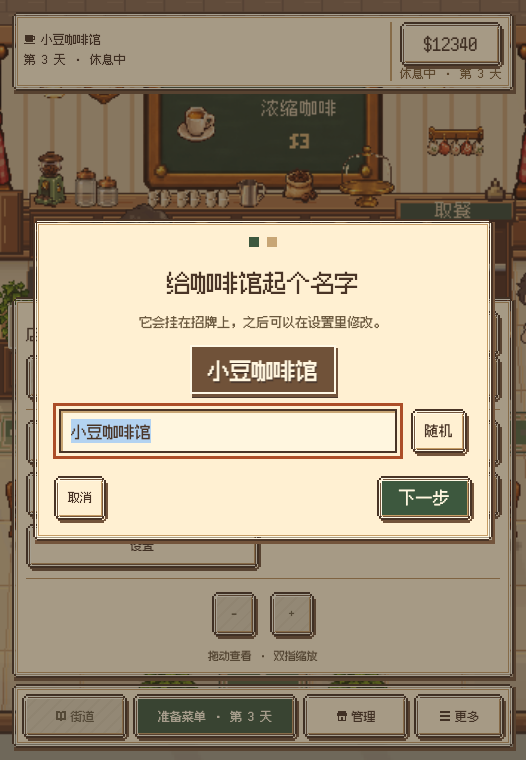 小豆咖啡馆
第 3 天 · 休息中
$12340
休息中 · 第 3 天
浓缩咖啡
$3
取餐
给咖啡馆起个名字
它会挂在招牌上，之后可以在设置里修改。
小豆咖啡馆
小豆咖啡馆
随机
取消
下一步
设置
-
+
拖动查看 · 双指缩放
街道
准备菜单 · 第 3 天
管理
更多